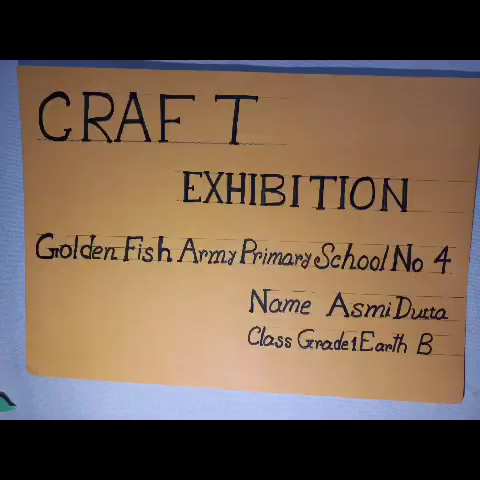 CRAFT
EXHIBITION
Golden Fish Army Primary School No 4
Name Asmi Dutta
Class Grade 1 Earth B